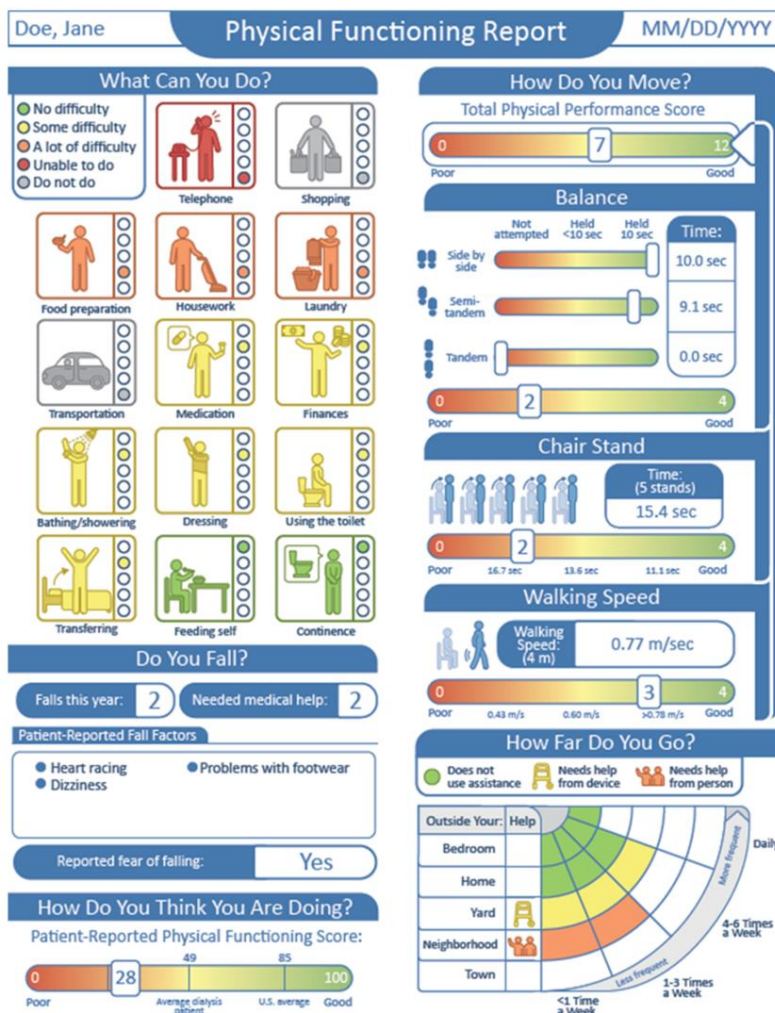 Doe, Jane
Physical Functioning Report
MM/DD/YYYY
What Can You Do?
No difficulty
Some difficulty
A lot of difficulty
Unable to do
Do not do
Telephone
Shopping
Food preparation
Housework
Laundry
Transportation
Medication
Finances
Bathing/showering
Dressing
Using the toilet
Transferring
Feeding self
Continence
Do You Fall?
Falls this year: 2
Needed medical help: 2
Patient-Reported Fall Factors
Heart racing
Problems with footwear
Dizziness
Reported fear of falling: Yes
How Do You Think You Are Doing?
Patient-Reported Physical Functioning Score:
49 85
0 28 100
Poor
Average dialysis
patient
U.S. average
Good
How Do You Move?
Total Physical Performance Score
0 7 12
Poor Good
Balance
Not
attempted
Held
<10 sec
Held
10 sec
Time:
Side by
side
10.0 sec
Semi-
tandem
9.1 sec
Tandem
0.0 sec
0 2 4
Poor Good
Chair Stand
Time:
(5 stands)
15.4 sec
0 2 4
Poor 16.7 sec 13.6 sec 11.1 sec Good
Walking Speed
Walking
Speed:
(4 m)
0.77 m/sec
0 3 4
Poor 0.43 m/s 0.60 m/s >0.78 m/s Good
How Far Do You Go?
Does not
use assistance
Needs help
from device
Needs help
from person
Outside Your: Help
Bedroom
Home
Yard
Neighborhood
Town
Less frequent
More frequent
<1 Time
a Week
1-3 Times
a Week
4-6 Times
a Week
Daily